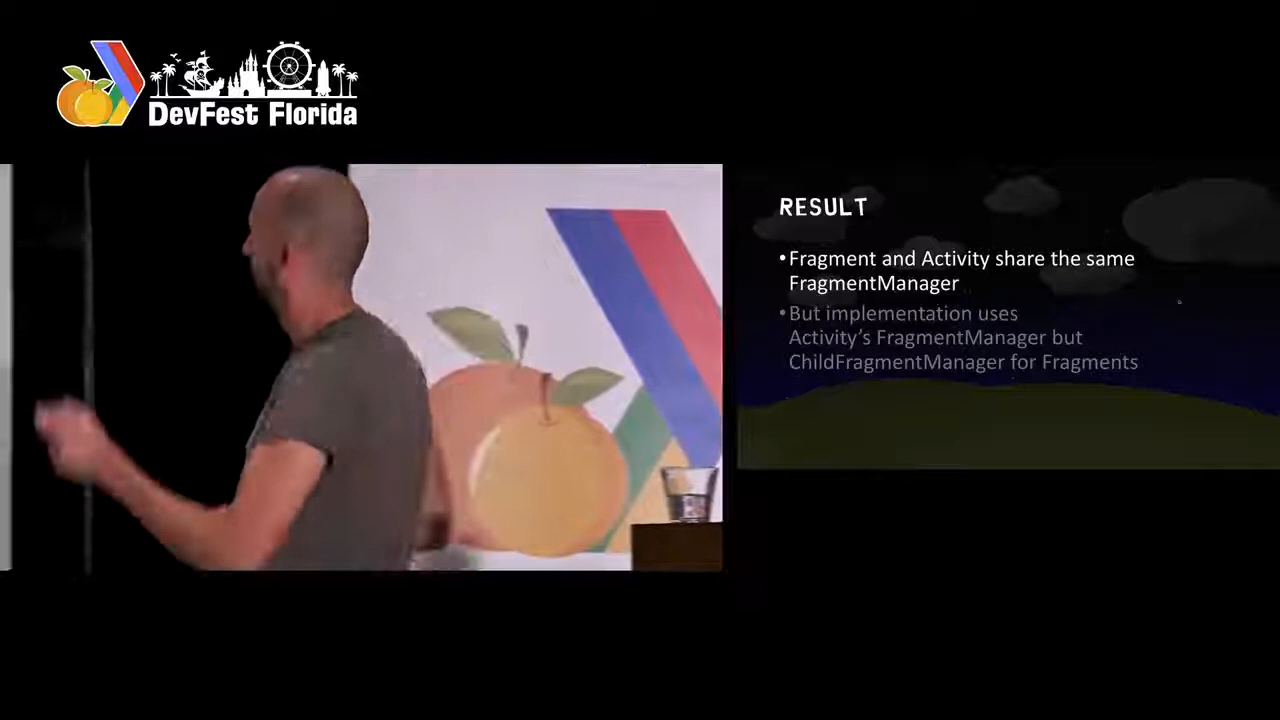 DevFest Florida
RESULT
•Fragment and Activity share the same
FragmentManager
•But implementation uses
Activity's FragmentManager but
ChildFragmentManager for Fragments